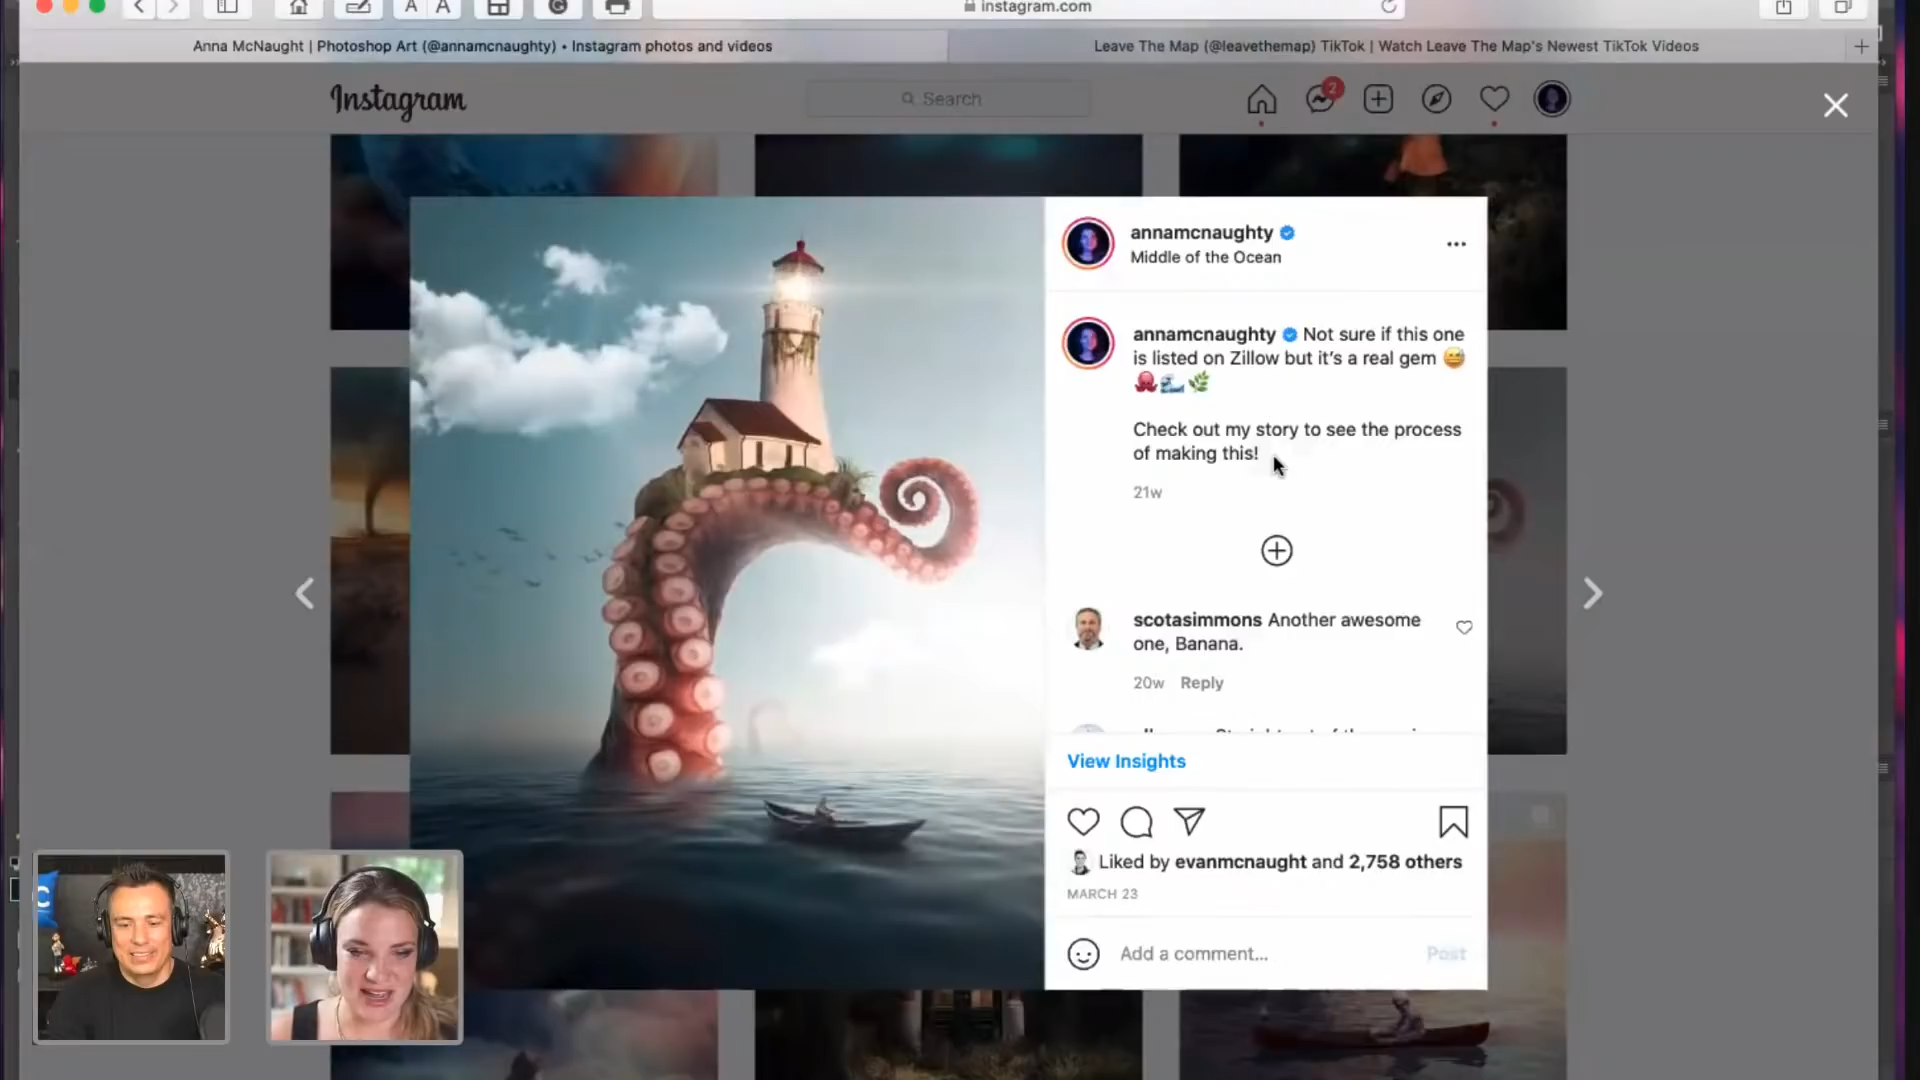 A A
instagram.com
Anna McNaught | Photoshop Art (@annamcnaughty) • Instagram photos and videos
Leave The Map (@leavethemap) TikTok | Watch Leave The Map's Newest TikTok Videos
Instagram
Search
2
annamcnaughty
Middle of the Ocean
annamcnaughty Not sure if this one
is listed on Zillow but it's a real gem 😅
🐙🌊🌿
Check out my story to see the process
of making this!
21w
scotasimmons Another awesome
one, Banana.
20w Reply
View Insights
Liked by evanmcnaught and 2,758 others
MARCH 23
Add a comment...
Post